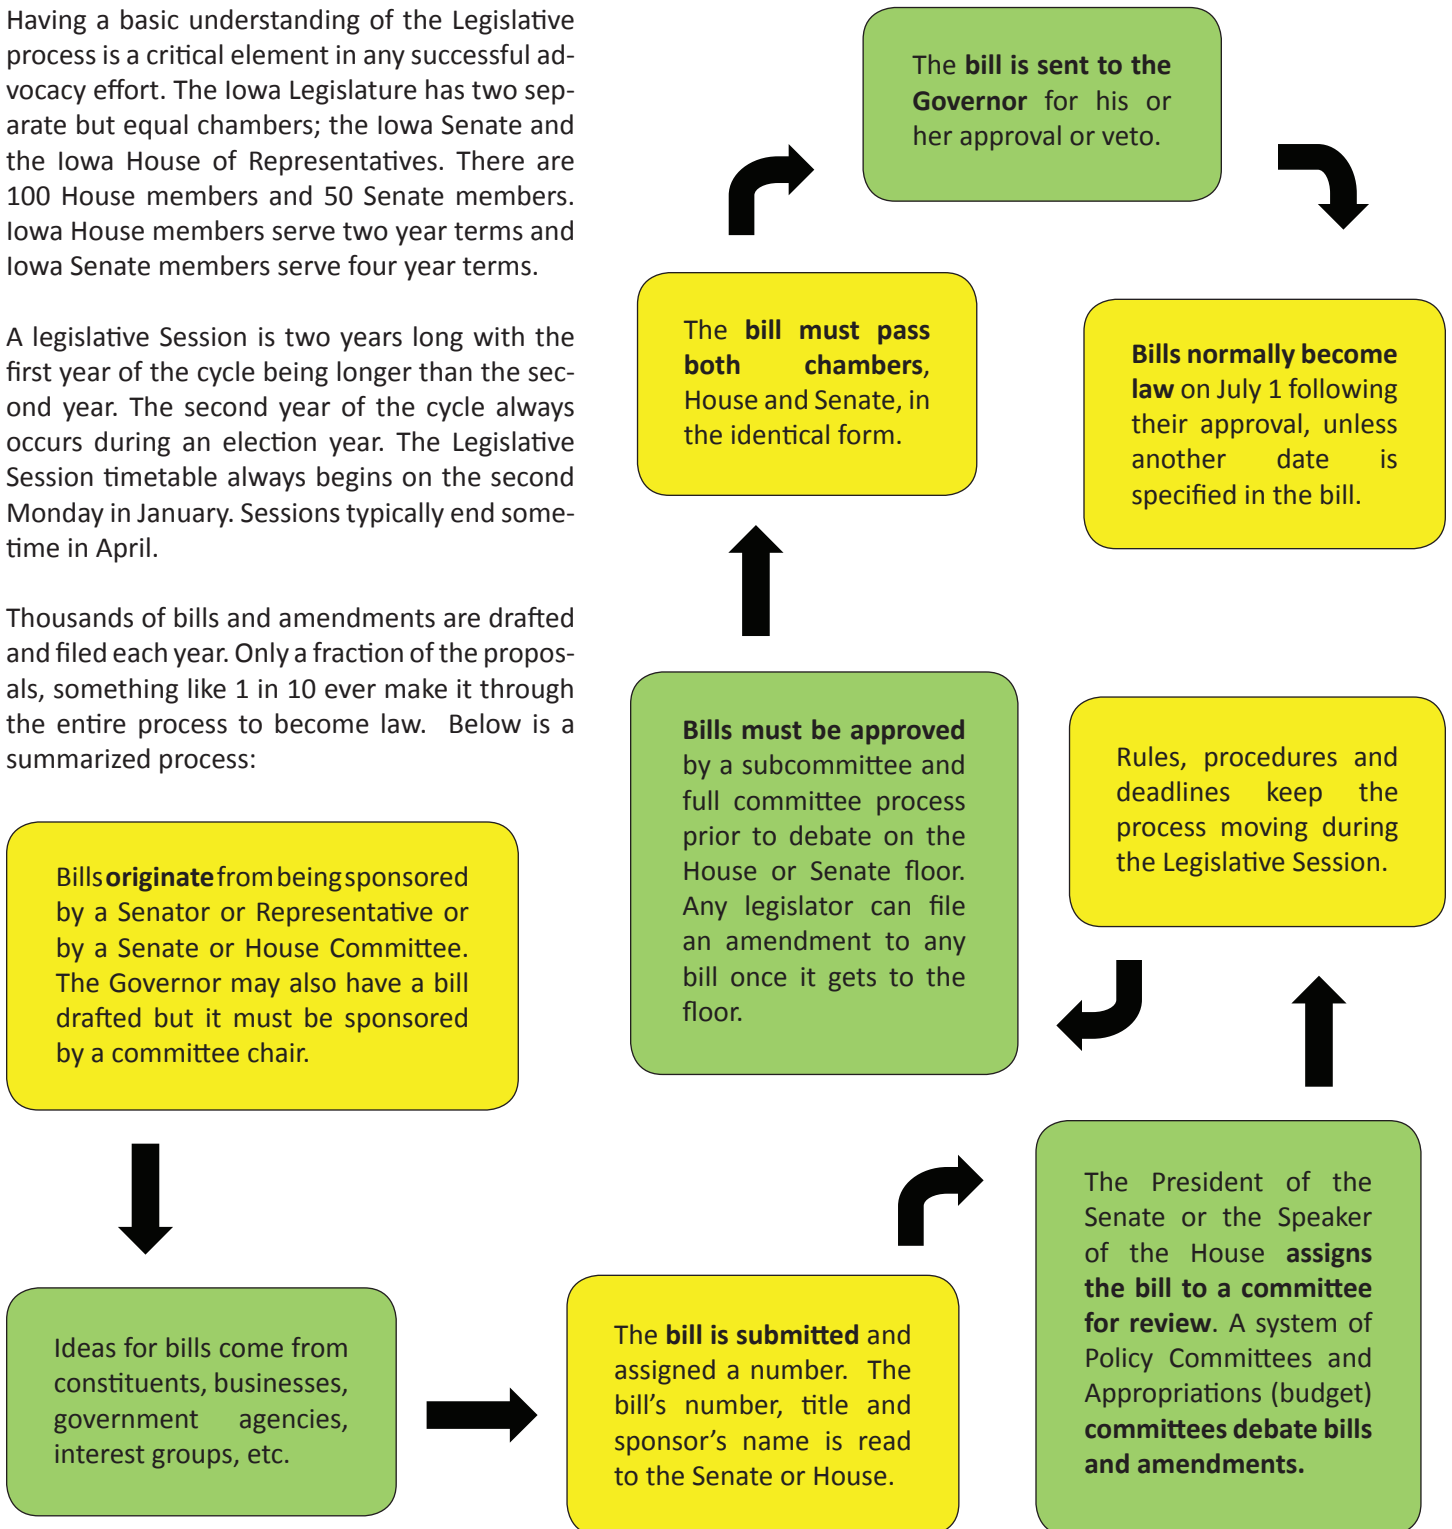 Having a basic understanding of the Legislative
process is a critical element in any successful ad-
vocacy effort. The Iowa Legislature has two sep-
arate but equal chambers; the Iowa Senate and
the Iowa House of Representatives. There are
100 House members and 50 Senate members.
Iowa House members serve two year terms and
Iowa Senate members serve four year terms.
A legislative Session is two years long with the
first year of the cycle being longer than the sec-
ond year. The second year of the cycle always
occurs during an election year. The Legislative
Session timetable always begins on the second
Monday in January. Sessions typically end some-
time in April.
Thousands of bills and amendments are drafted
and filed each year. Only a fraction of the propos-
als, something like 1 in 10 ever make it through
the entire process to become law. Below is a
summarized process:
Bills originate from being sponsored
by a Senator or Representative or
by a Senate or House Committee.
The Governor may also have a bill
drafted but it must be sponsored
by a committee chair.
Ideas for bills come from
constituents, businesses,
government agencies,
interest groups, etc.
The bill is submitted and
assigned a number. The
bill's number, title and
sponsor's name is read
to the Senate or House.
The President of the
Senate or the Speaker
of the House assigns
the bill to a committee
for review. A system of
Policy Committees and
Appropriations (budget)
committees debate bills
and amendments.
Rules, procedures and
deadlines keep the
process moving during
the Legislative Session.
Bills must be approved
by a subcommittee and
full committee process
prior to debate on the
House or Senate floor.
Any legislator can file
an amendment to any
bill once it gets to the
floor.
The bill must pass
both chambers,
House and Senate, in
the identical form.
The bill is sent to the
Governor for his or
her approval or veto.
Bills normally become
law on July 1 following
their approval, unless
another date is
specified in the bill.